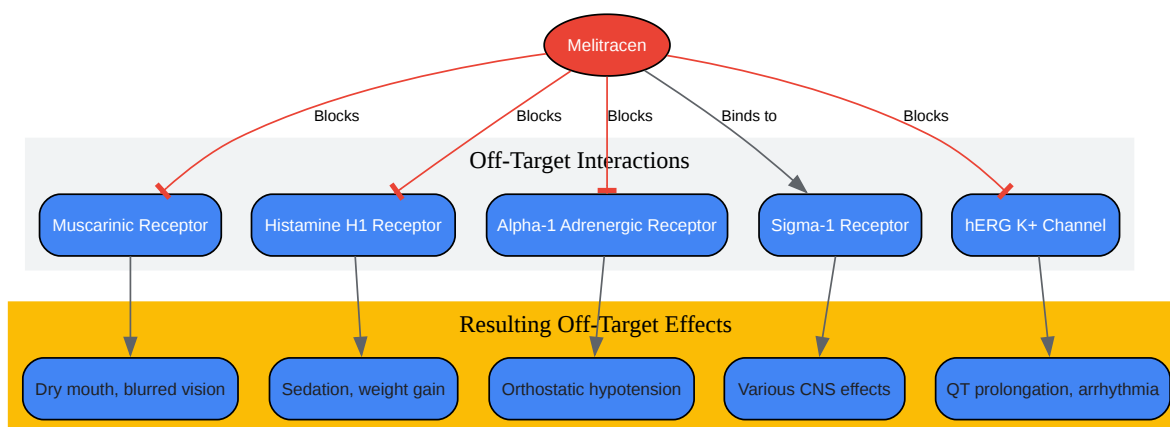 Melitracen
Blocks
Blocks
Blocks
Binds to
Blocks
Off-Target Interactions
Muscarinic Receptor
Histamine H1 Receptor
Alpha-1 Adrenergic Receptor
Sigma-1 Receptor
hERG K+ Channel
Resulting Off-Target Effects
Dry mouth, blurred vision
Sedation, weight gain
Orthostatic hypotension
Various CNS effects
QT prolongation, arrhythmia